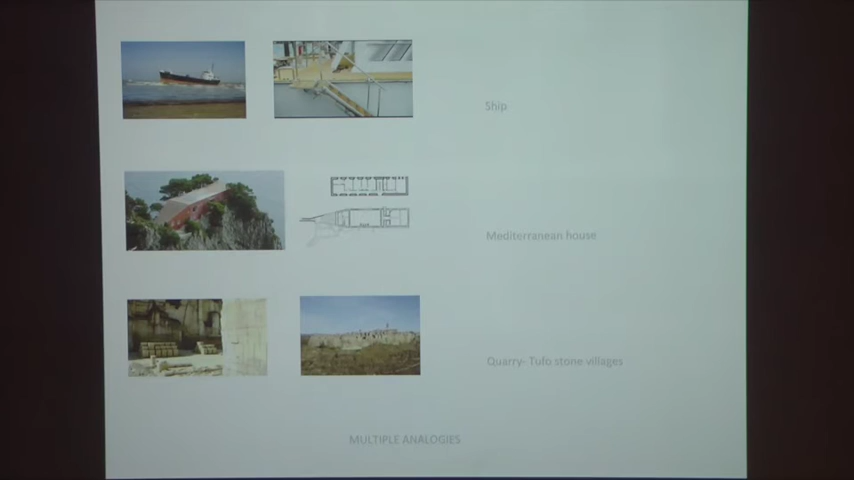 Ship
Mediterranean house
Quarry- Tufo stone villages
MULTIPLE ANALOGIES